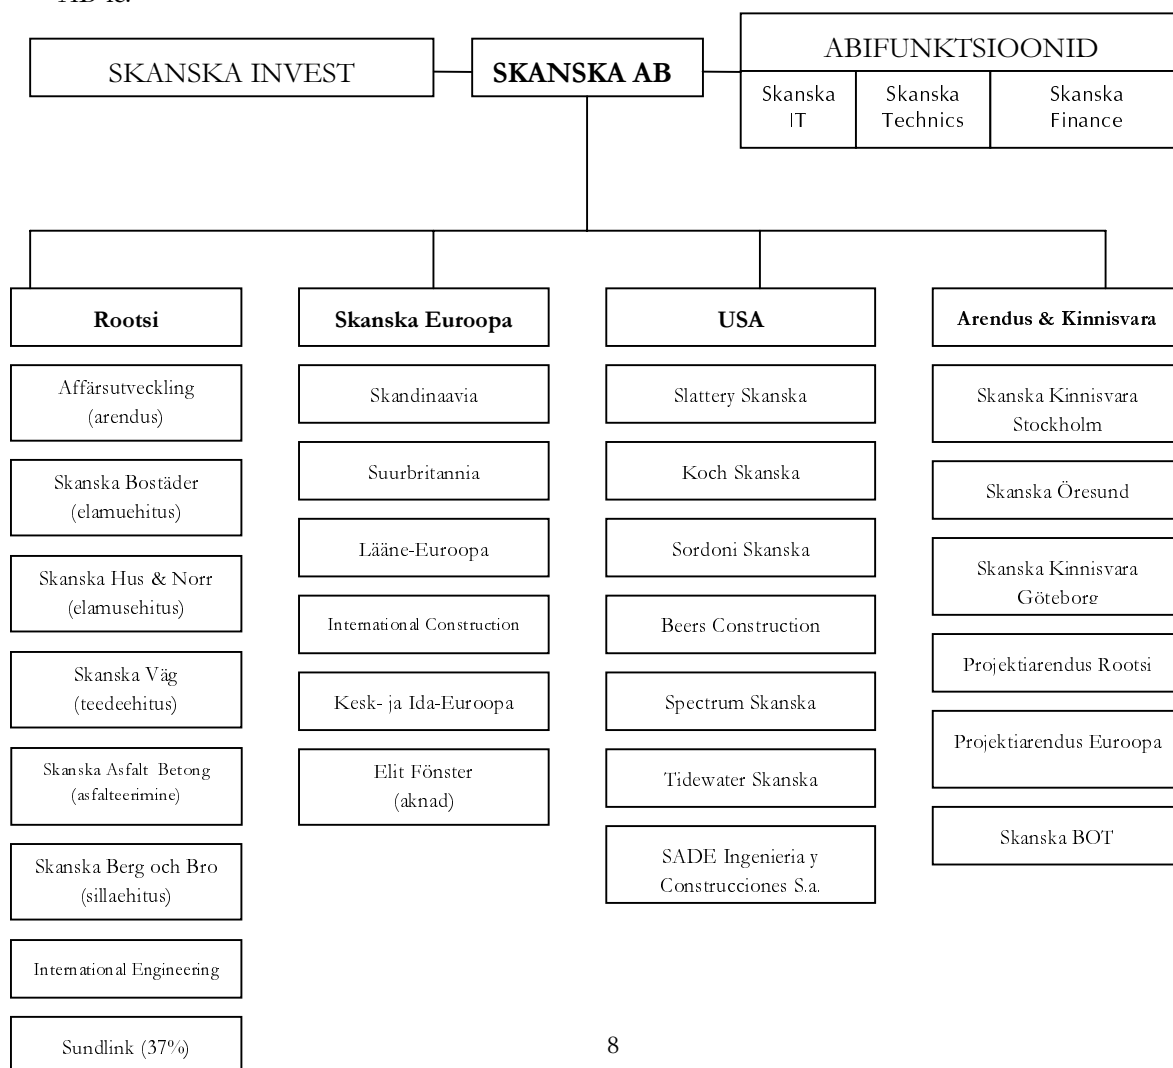 AB-le.
SKANSKA INVEST
SKANSKA AB
ABIFUNKTSIOONID
Skanska
IT
Skanska
Technics
Skanska
Finance
Rootsi
Affärsutveckling
(arendus)
Skanska Bostäder
(elamuehitus)
Skanska Hus & Norr
(elamusehitus)
Skanska Väg
(teedeehitus)
Skanska Asfalt Betong
(asfalteerimine)
Skanska Berg och Bro
(sillaehitus)
International Engineering
Sundlink (37%)
Skanska Euroopa
Skandinaavia
Suurbritannia
Lääne-Euroopa
International Construction
Kesk- ja Ida-Euroopa
Elit Fönster
(aknad)
USA
Slattery Skanska
Koch Skanska
Sordoni Skanska
Beers Construction
Spectrum Skanska
Tidewater Skanska
SADE Ingenieria y
Construcciones S.a.
Arendus & Kinnisvara
Skanska Kinnisvara
Stockholm
Skanska Öresund
Skanska Kinnisvara
Göteborg
Projektiarendus Rootsi
Projektiarendus Euroopa
Skanska BOT
8